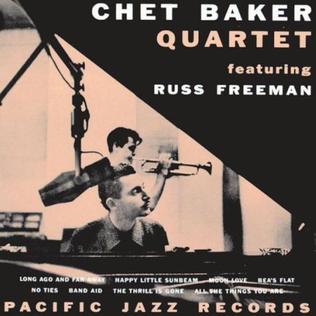 CHET BAKER
QUARTET
featuring
RUSS FREEMAN
LONG AGO AND FAR AWAY HAPPY LITTLE SUNBEAM MOON LOVE BEA'S FLAT
NO TIES BAND AID THE THRILL IS GONE ALL THE THINGS YOU ARE
PACIFIC JAZZ RECORDS